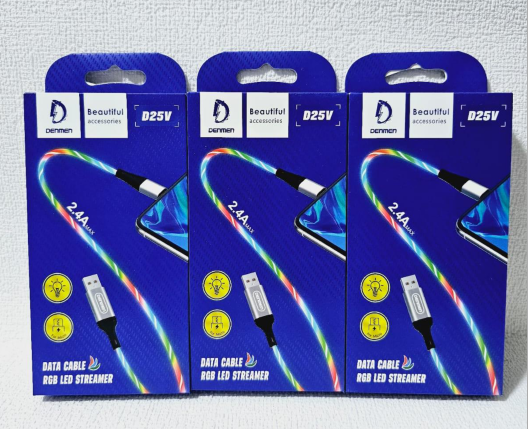 DENMEN
Beautiful
accessories
D25V
2.4A MAX
DATA CABLE
RGB LED STREAMER
DENMEN
Beautiful
accessories
D25V
2.4A MAX
DATA CABLE
RGB LED STREAMER
DENMEN
Beautiful
accessories
D25V
2.4A MAX
DATA CABLE
RGB LED STREAMER